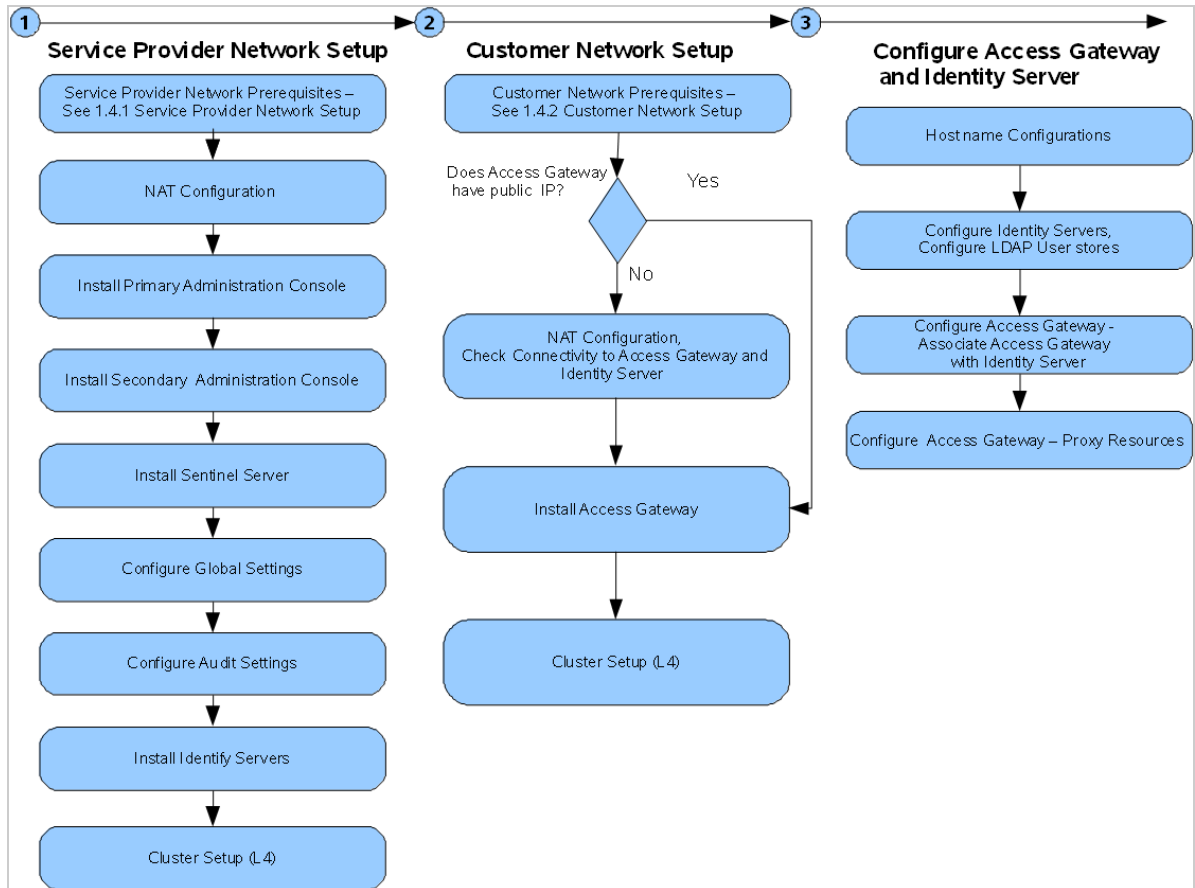 1
Service Provider Network Setup
Service Provider Network Prerequisites –
See 1.4.1 Service Provider Network Setup
NAT Configuration
Install Primary Administration Console
Install Secondary Administration Console
Install Sentinel Server
Configure Global Settings
Configure Audit Settings
Install Identify Servers
Cluster Setup (L4)
2
Customer Network Setup
Customer Network Prerequisites –
See 1.4.2 Customer Network Setup
Does Access Gateway
have public IP?
Yes
No
NAT Configuration,
Check Connectivity to Access Gateway and
Identity Server
Install Access Gateway
Cluster Setup (L4)
3
Configure Access Gateway
and Identity Server
Hostname Configurations
Configure Identity Servers,
Configure LDAP User stores
Configure Access Gateway -
Associate Access Gateway
with Identity Server
Configure Access Gateway – Proxy Resources